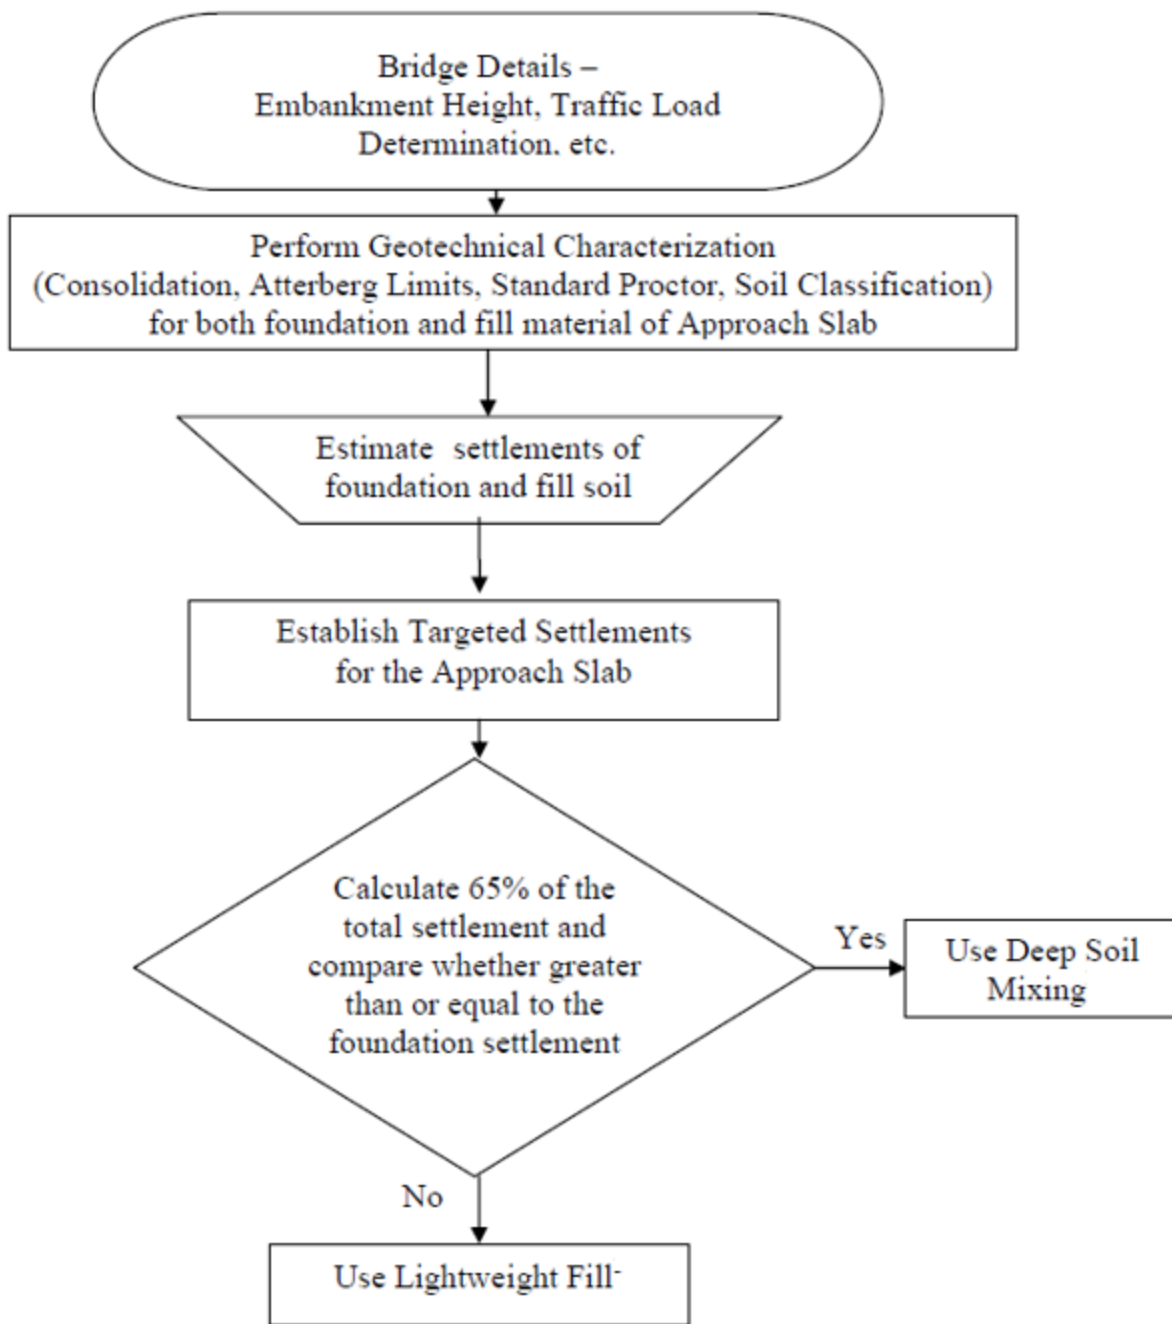 Bridge Details –
Embankment Height, Traffic Load
Determination, etc.
Perform Geotechnical Characterization
(Consolidation, Atterberg Limits, Standard Proctor, Soil Classification)
for both foundation and fill material of Approach Slab
Estimate settlements of
foundation and fill soil
Establish Targeted Settlements
for the Approach Slab
Calculate 65% of the
total settlement and
compare whether greater
than or equal to the
foundation settlement
Yes
Use Deep Soil
Mixing
No
Use Lightweight Fill-